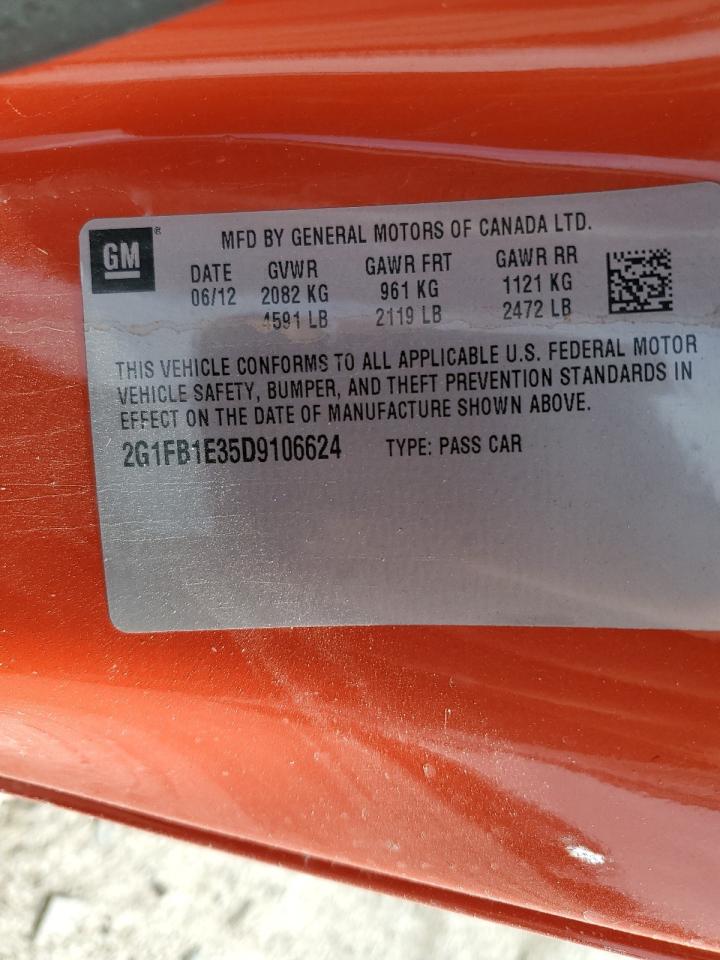 GM ®
MFD BY GENERAL MOTORS OF CANADA LTD.
DATE GVWR GAWR FRT GAWR RR
06/12 2082 KG 961 KG 1121 KG
4591 LB 2119 LB 2472 LB
THIS VEHICLE CONFORMS TO ALL APPLICABLE U.S. FEDERAL MOTOR
VEHICLE SAFETY, BUMPER, AND THEFT PREVENTION STANDARDS IN
EFFECT ON THE DATE OF MANUFACTURE SHOWN ABOVE.
2G1FB1E35D9106624 TYPE: PASS CAR